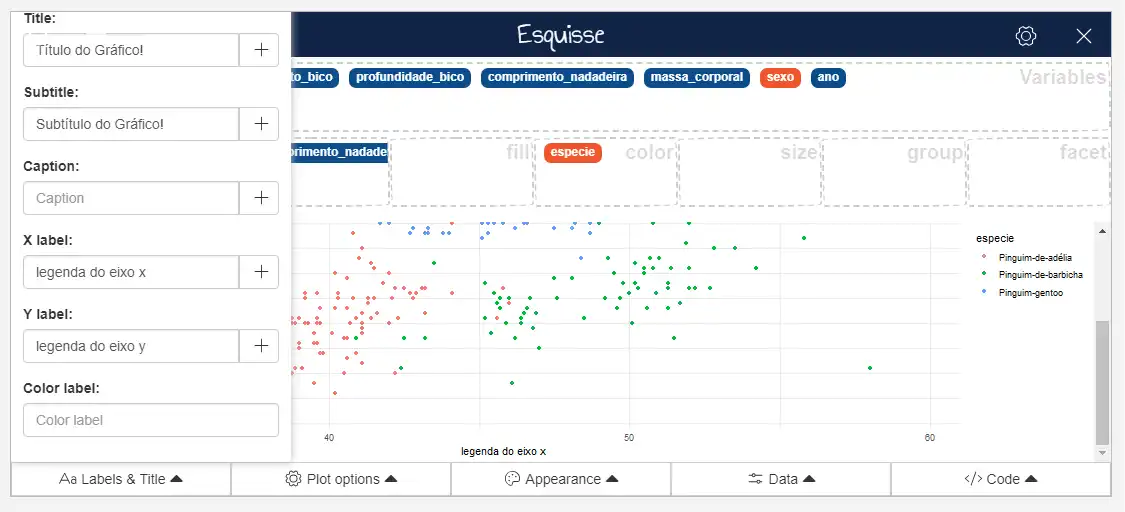 Esquisse
Title:
Título do Gráfico!
Subtitle:
Subtítulo do Gráfico!
Caption:
Caption
X label:
legenda do eixo x
Y label:
legenda do eixo y
Color label:
Color label
to_bico profundidade_bico comprimento_nadadeira massa_corporal sexo ano Variables
primento_nadade fill especie color size group facet
especie
Pinguim-de-adélia
Pinguim-de-barbicha
Pinguim-gentoo
40 50 60
legenda do eixo x
Aa Labels & Title Plot options Appearance Data </> Code